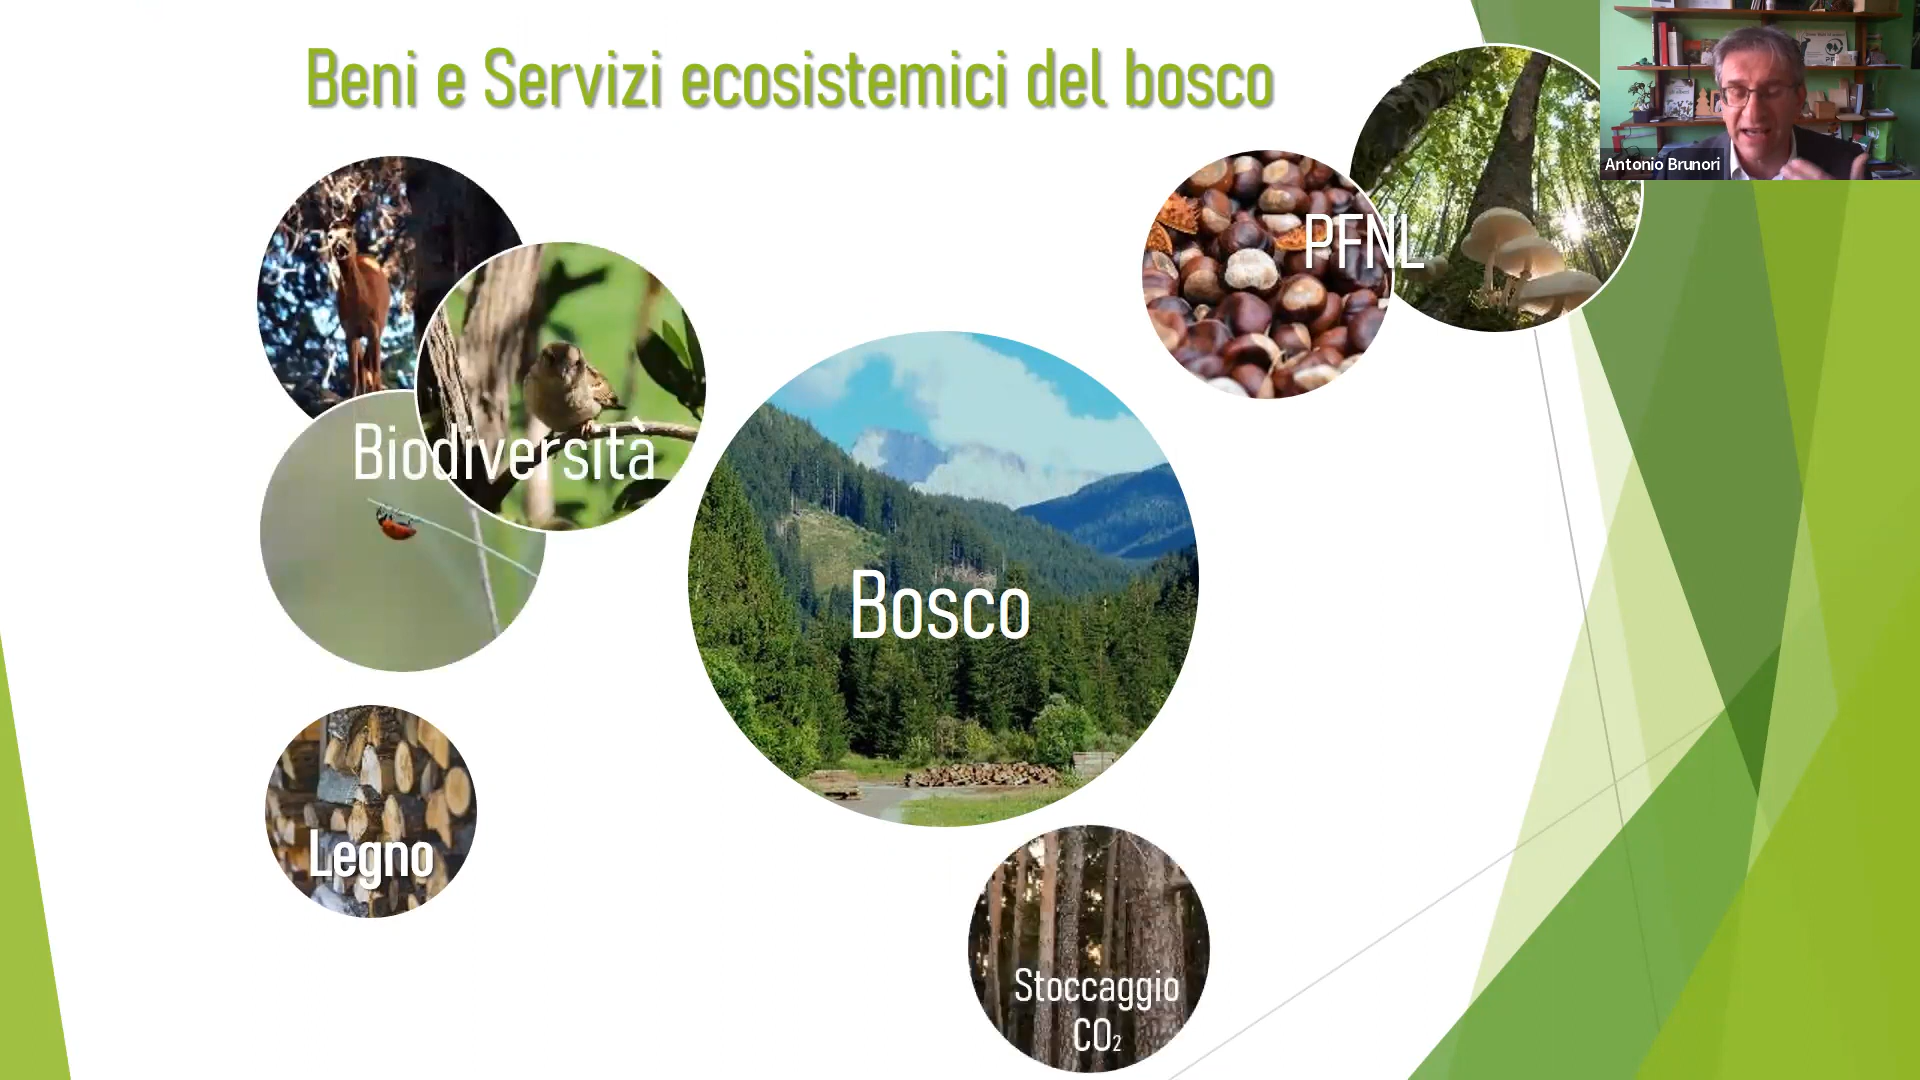 Beni e Servizi ecosistemici del bosco
Antonio Brunori
PFNL
Biodiversità
Bosco
Legno
Stoccaggio
CO₂